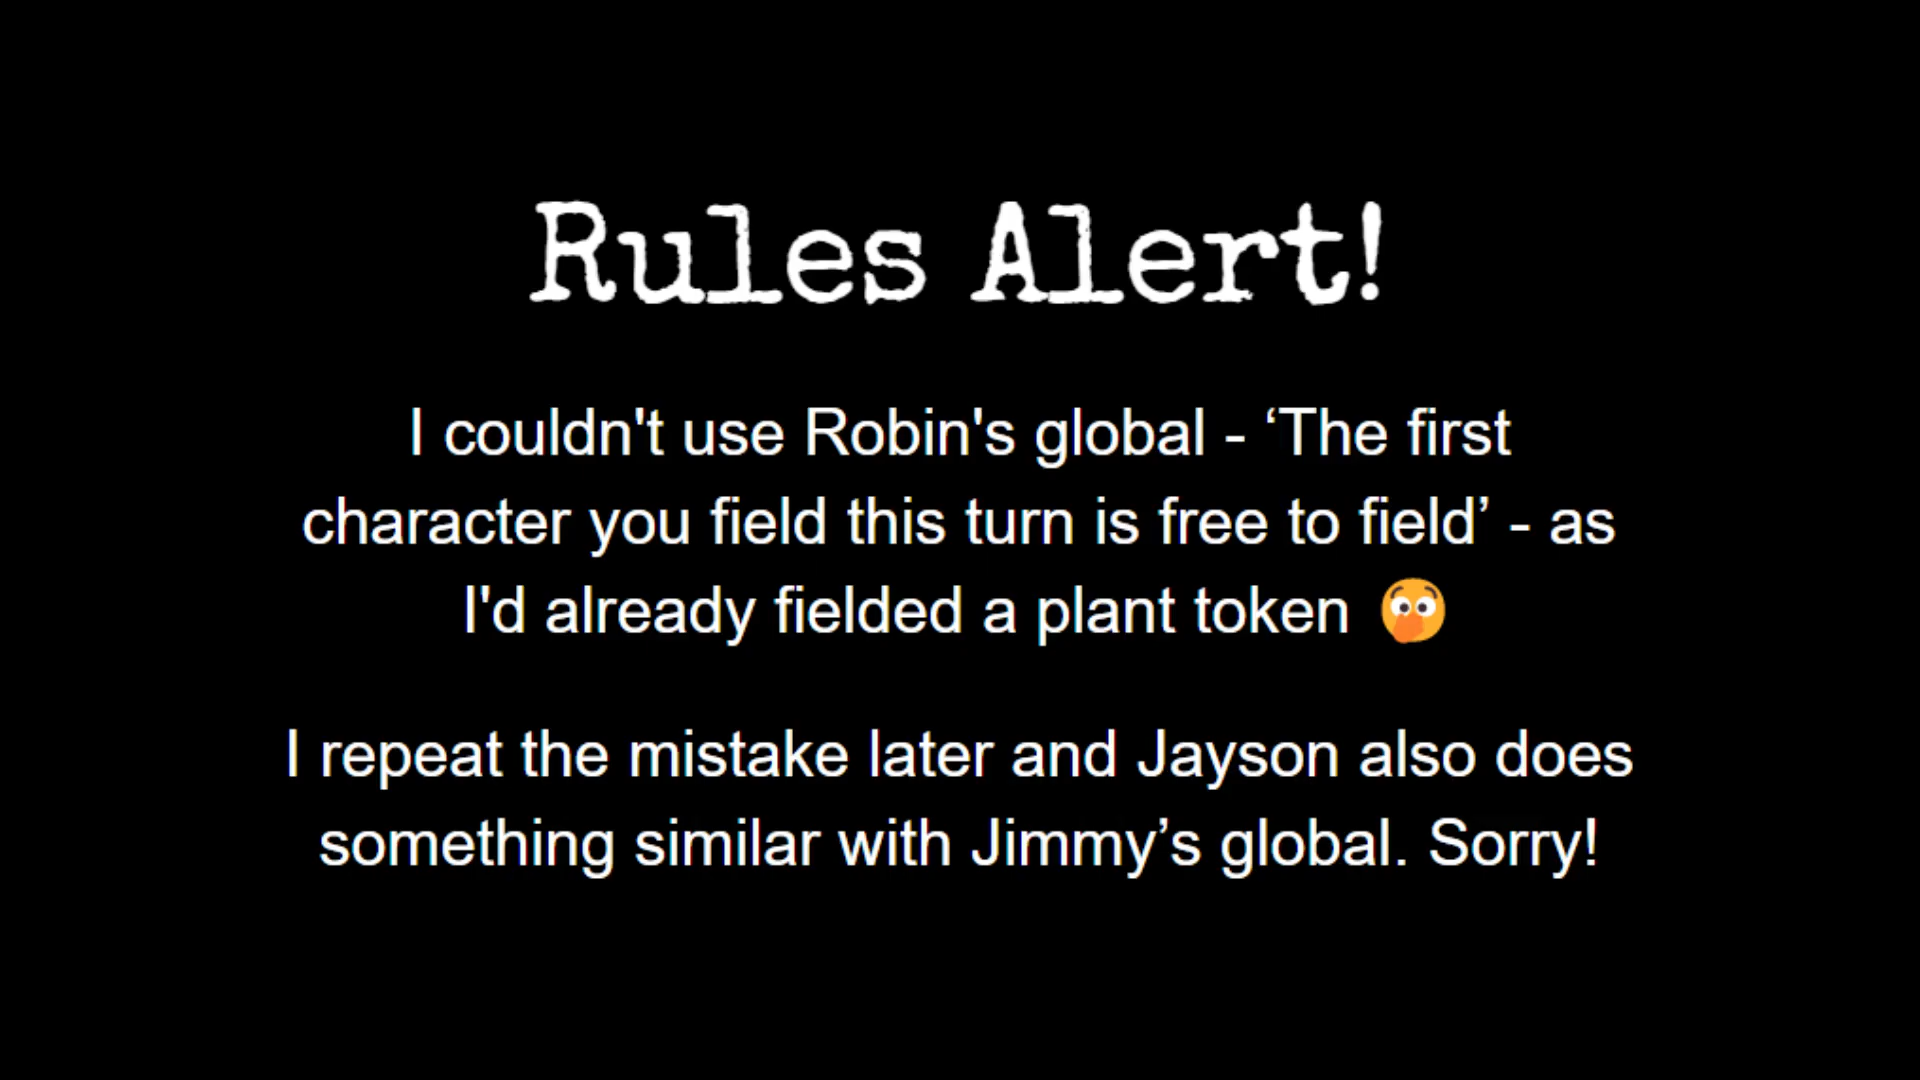 Rules Alert!
I couldn't use Robin's global - ‘The first
character you field this turn is free to field’ - as
I'd already fielded a plant token 🫢
I repeat the mistake later and Jayson also does
something similar with Jimmy’s global. Sorry!